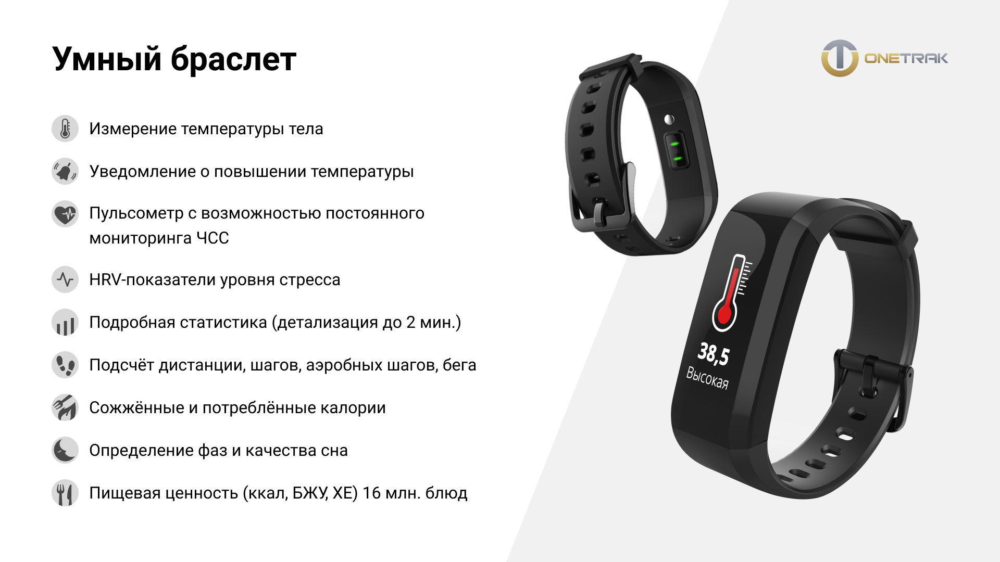 Умный браслет
ONETRAK
Измерение температуры тела
Уведомление о повышении температуры
Пульсометр с возможностью постоянного
мониторинга ЧСС
HRV-показатели уровня стресса
Подробная статистика (детализация до 2 мин.)
Подсчёт дистанции, шагов, аэробных шагов, бега
Сожжённые и потреблённые калории
Определение фаз и качества сна
Пищевая ценность (ккал, БЖУ, ХЕ) 16 млн. блюд
38,5
Высокая